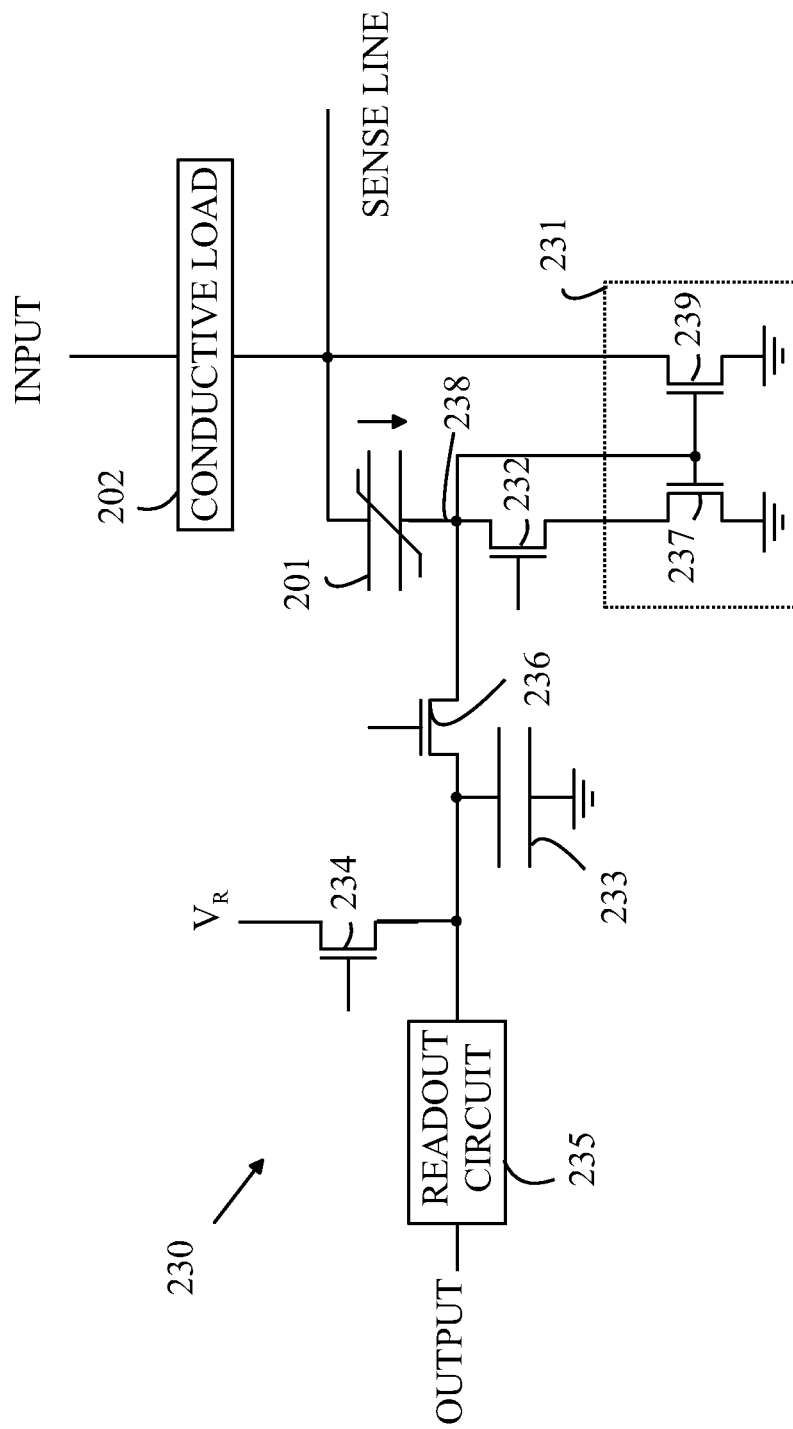 INPUT
202
CONDUCTIVE LOAD
SENSE LINE
201
238
232
231
237
239
236
233
V_R
234
230
READOUT
CIRCUIT
235
OUTPUT